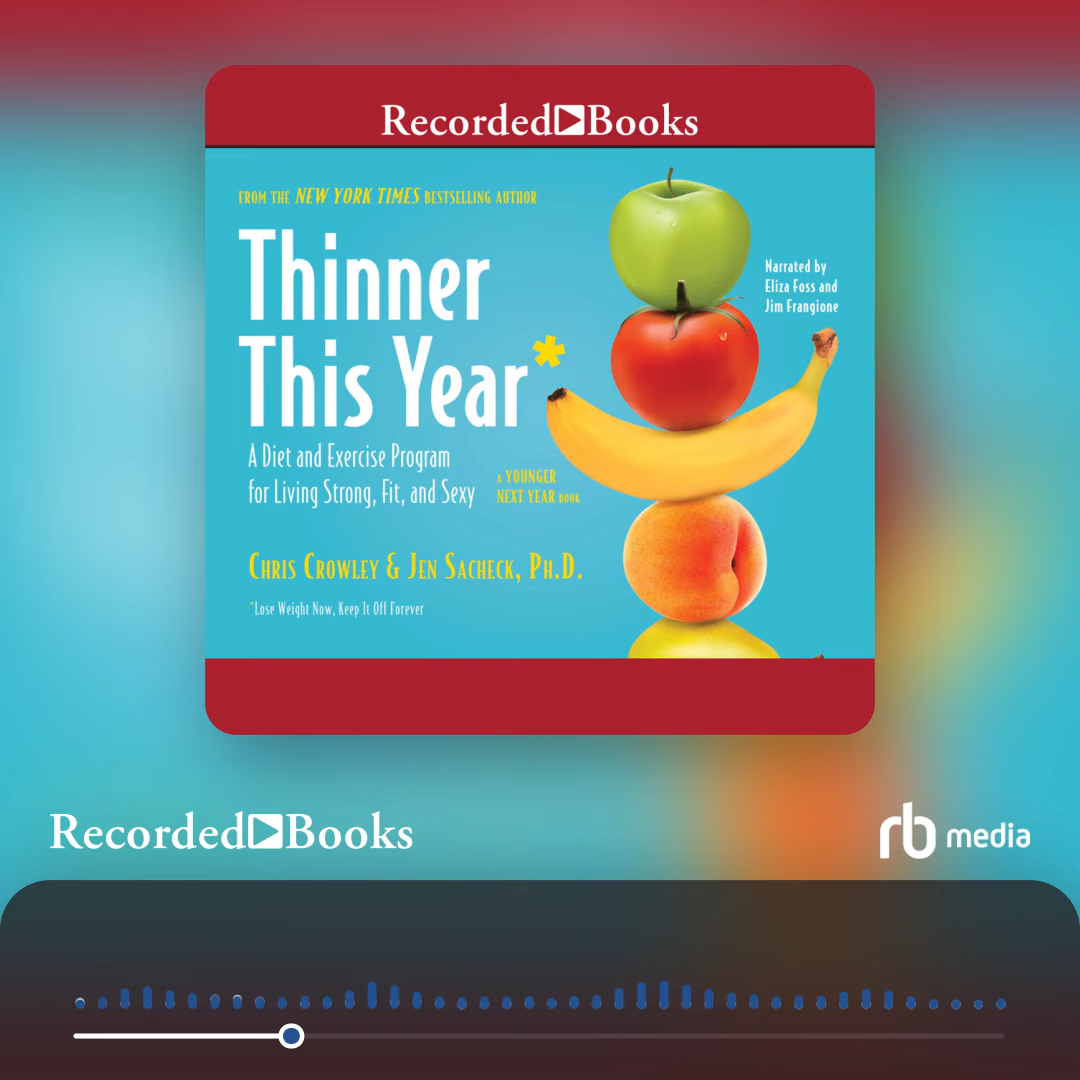 Recorded Books
FROM THE NEW YORK TIMES BESTSELLING AUTHOR
Thinner
This Year*
A Diet and Exercise Program
for Living Strong, Fit, and Sexy
A YOUNGER
NEXT YEAR BOOK
CHRIS CROWLEY & JEN SACHECK, PH.D.
*Lose Weight Now, Keep It Off Forever
Narrated by
Eliza Foss and
Jim Frangione
Recorded Books
rb media